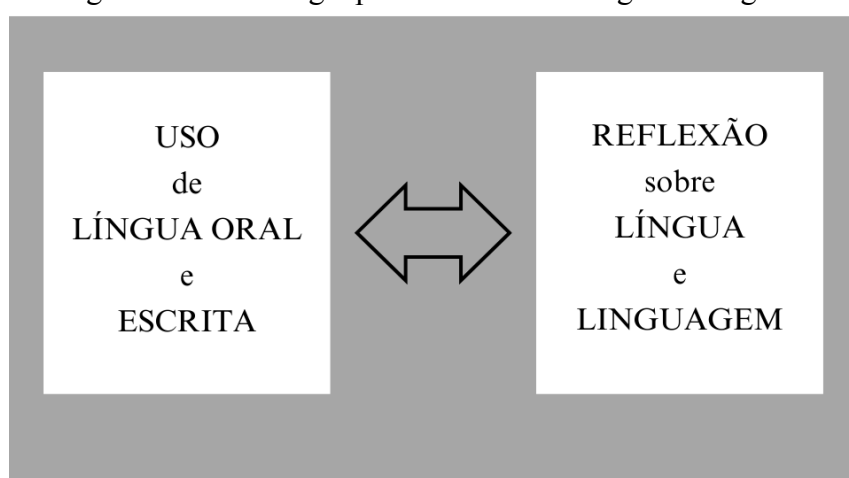 USO
de
LÍNGUA ORAL
e
ESCRITA
REFLEXÃO
sobre
LÍNGUA
e
LINGUAGEM